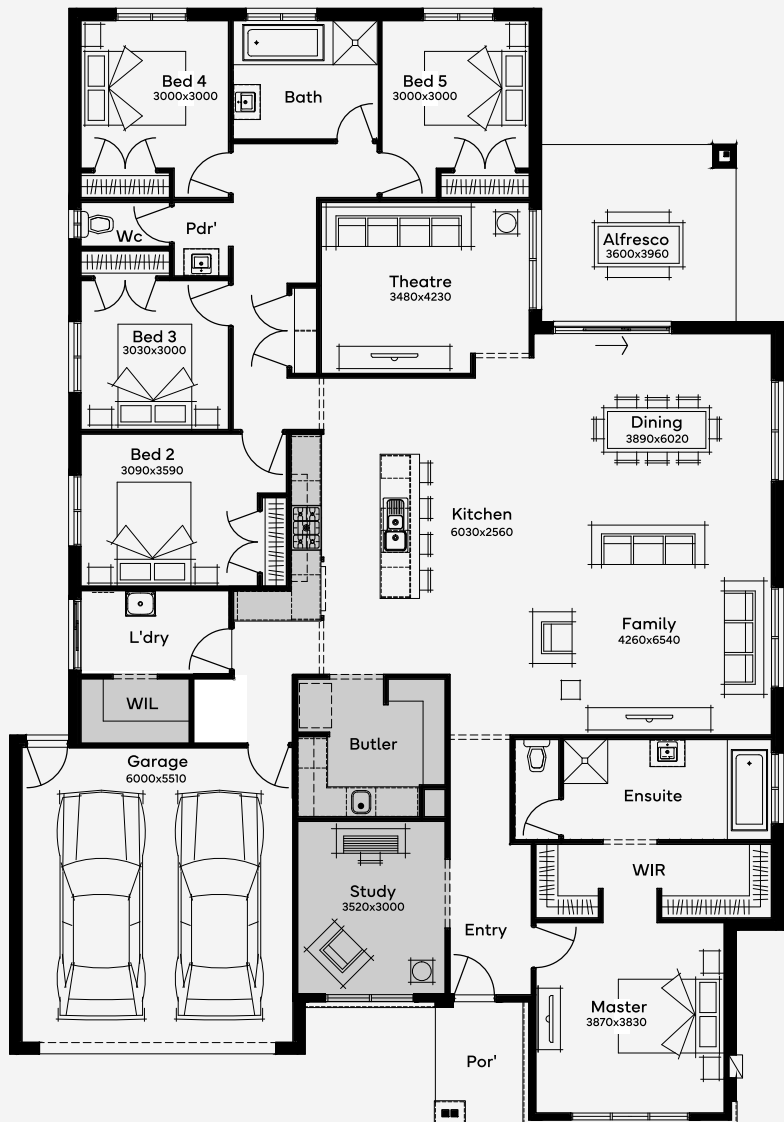 Bed 4
3000x3000
Bath
Bed 5
3000x3000
Wc
Pdr'
Alfresco
3600x3960
Theatre
3480x4230
Bed 3
3030x3000
Dining
3890x6020
Bed 2
3090x3590
Kitchen
6030x2560
L'dry
Family
4260x6540
WIL
Butler
Garage
6000x5510
Ensuite
WIR
Study
3520x3000
Entry
Master
3870x3830
Por'